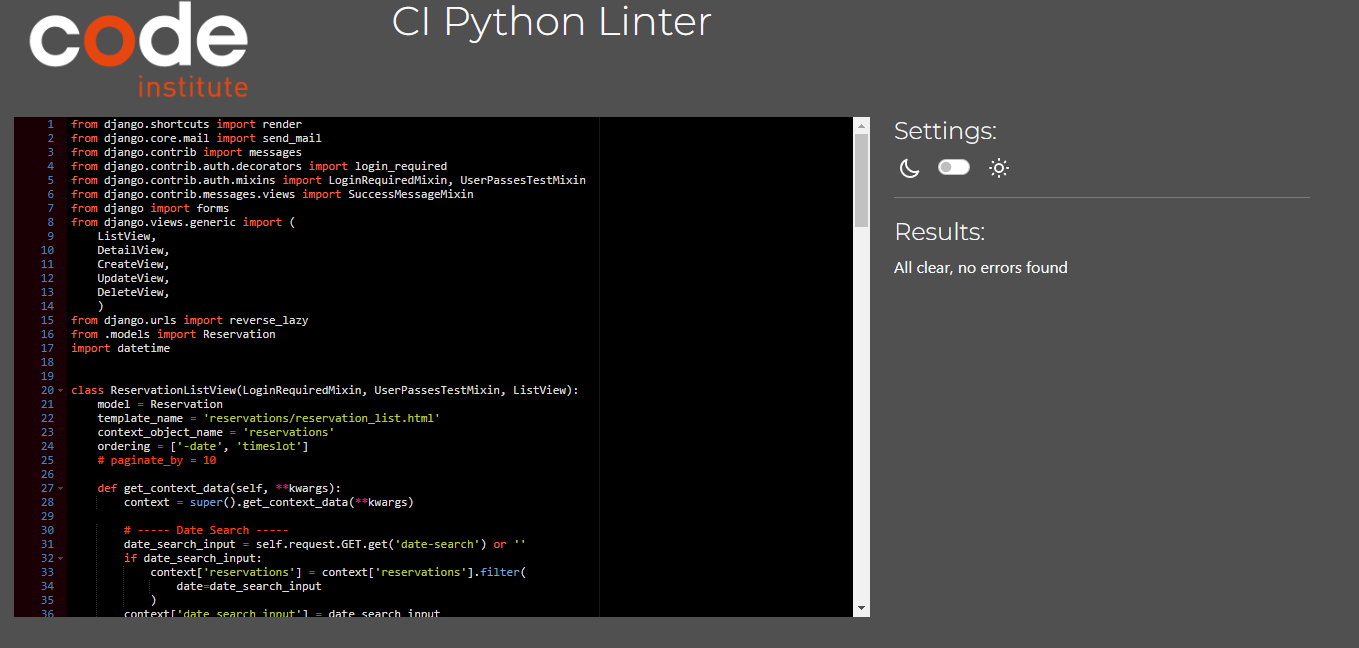 code
institute
CI Python Linter
1 from django.shortcuts import render
2 from django.core.mail import send_mail
3 from django.contrib import messages
4 from django.contrib.auth.decorators import login_required
5 from django.contrib.auth.mixins import LoginRequiredMixin, UserPassesTestMixin
6 from django.contrib.messages.views import SuccessMessageMixin
7 from django import forms
8 from django.views.generic import (
9     ListView,
10     DetailView,
11     CreateView,
12     UpdateView,
13     DeleteView,
14     )
15 from django.urls import reverse_lazy
16 from .models import Reservation
17 import datetime
18
19
20 class ReservationListView(LoginRequiredMixin, UserPassesTestMixin, ListView):
21     model = Reservation
22     template_name = 'reservations/reservation_list.html'
23     context_object_name = 'reservations'
24     ordering = ['-date', 'timeslot']
25     # paginate_by = 10
26
27     def get_context_data(self, **kwargs):
28         context = super().get_context_data(**kwargs)
29
30         # ----- Date Search -----
31         date_search_input = self.request.GET.get('date-search') or ''
32         if date_search_input:
33             context['reservations'] = context['reservations'].filter(
34                 date=date_search_input
35             )
36         context['date_search_input'] = date_search_input
Settings:
Results:
All clear, no errors found